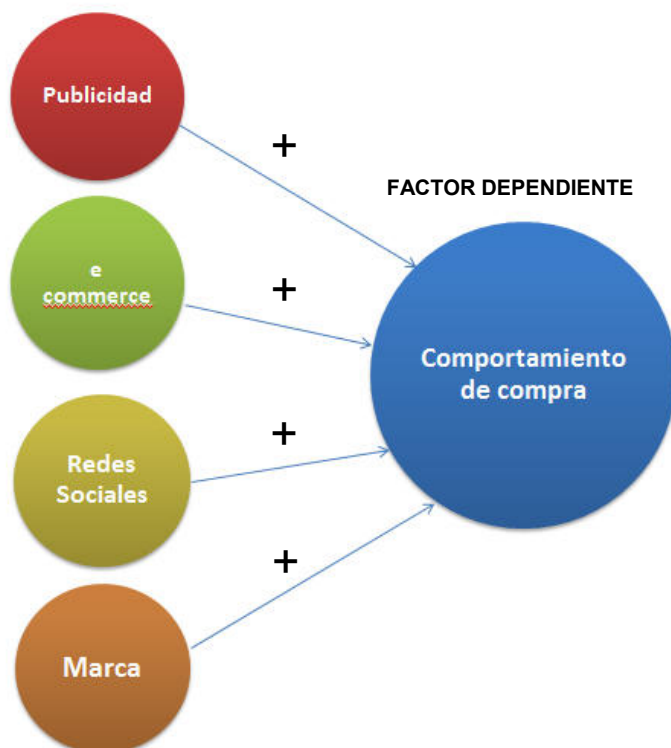 Publicidad
+
FACTOR DEPENDIENTE
e
commerce
+
Comportamiento
de compra
+
Redes
Sociales
+
Marca